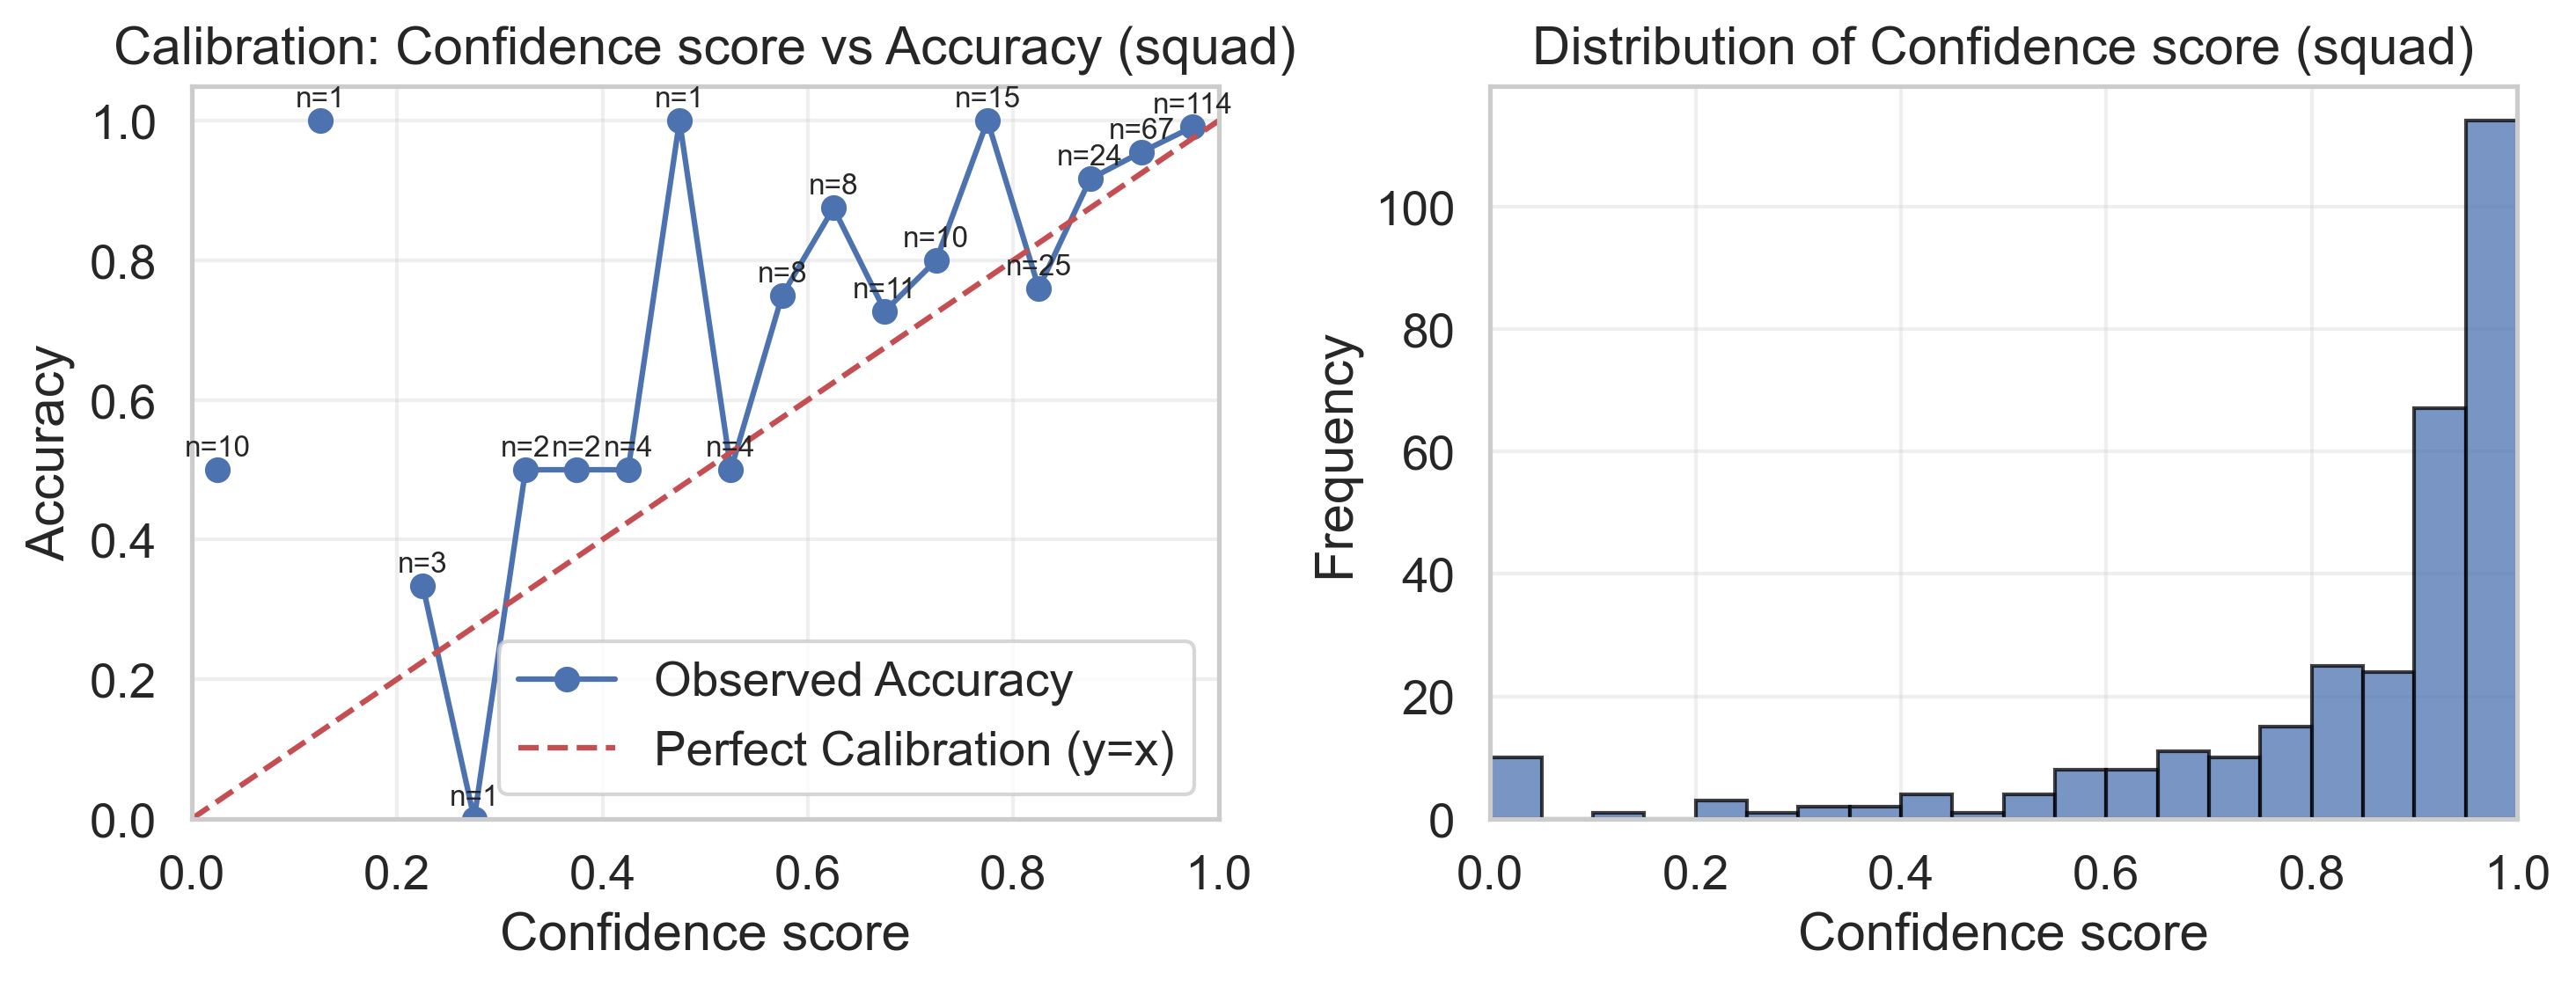 Calibration: Confidence score vs Accuracy (squad)
n=1
n=1
n=15
n=114
n=67
n=24
n=8
n=10
n=8
n=11
n=25
n=10
n=2
n=2
n=4
n=4
n=3
n=1
1.0
0.8
0.6
0.4
0.2
0.0
Accuracy
Observed Accuracy
Perfect Calibration (y=x)
0.0 0.2 0.4 0.6 0.8 1.0
Confidence score
Distribution of Confidence score (squad)
100
80
60
40
20
0
Frequency
0.0 0.2 0.4 0.6 0.8 1.0
Confidence score